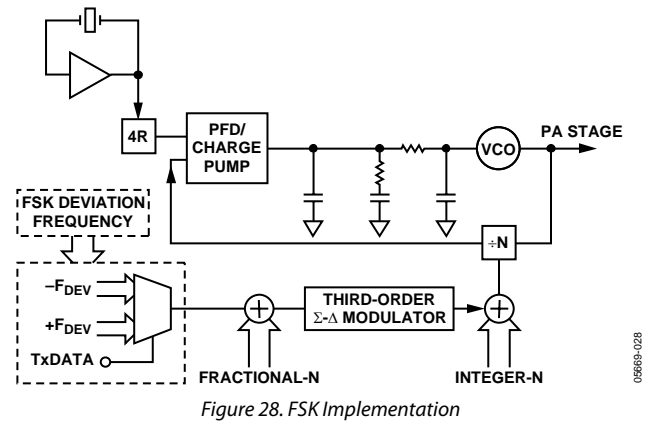 4R
PFD/
CHARGE
PUMP
VCO
PA STAGE
FSK DEVIATION
FREQUENCY
÷N
–FDEV
+FDEV
TxDATA
THIRD-ORDER
Σ-Δ MODULATOR
FRACTIONAL-N
INTEGER-N
05669-028
Figure 28. FSK Implementation